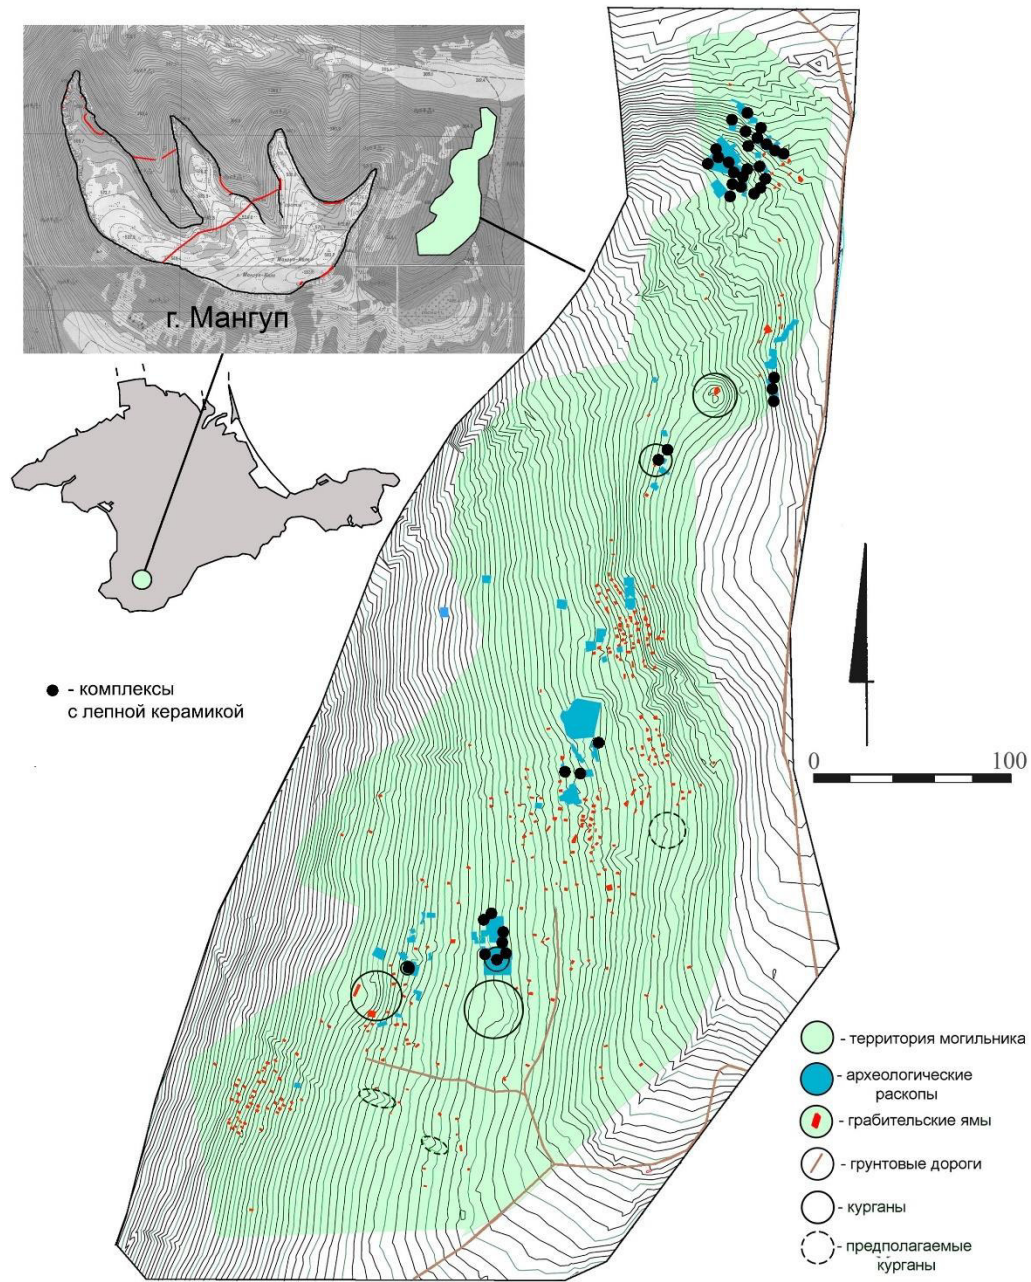 г. Мангуп
● - комплексы
с лепной керамикой
0 100
- территория могильника
- археологические
раскопы
- грабительские ямы
- грунтовые дороги
- курганы
- предполагаемые
курганы